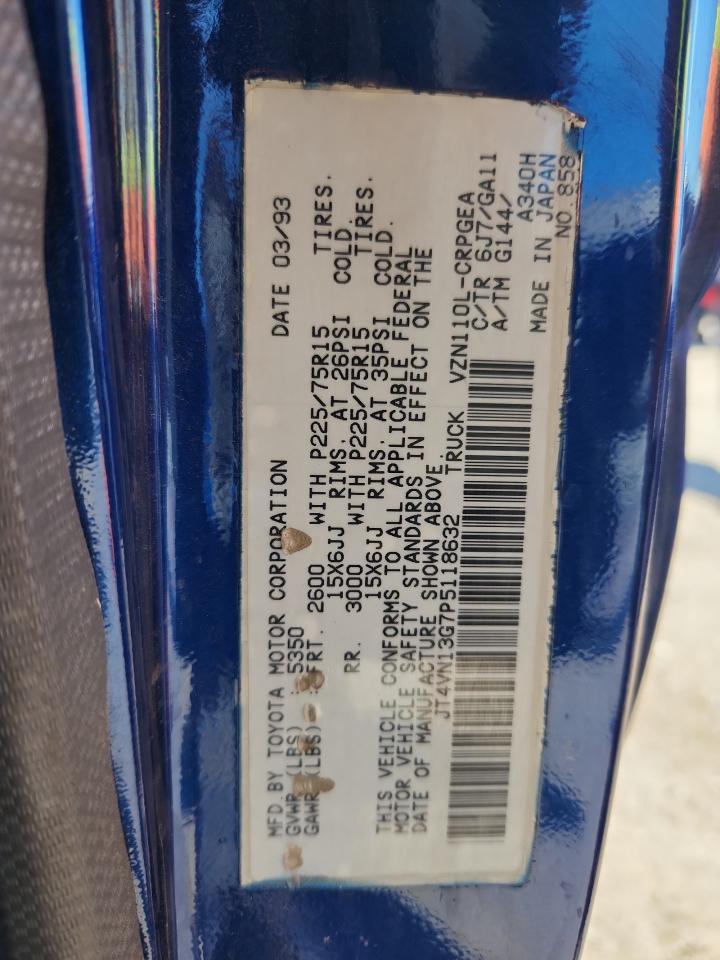 MFD.BY TOYOTA MOTOR CORPORATION DATE 03/93
GVWR (LBS) : 5350
GAWR (LBS) : FRT. 2600 WITH P225/75R15 TIRES.
15X6JJ RIMS. AT 26PSI COLD.
RR. 3000 WITH P225/75R15 TIRES.
15X6JJ RIMS. AT 35PSI COLD.
THIS VEHICLE CONFORMS TO ALL APPLICABLE FEDERAL
MOTOR VEHICLE SAFETY STANDARDS IN EFFECT ON THE
DATE OF MANUFACTURE SHOWN ABOVE.
JT4VN13G7P5118632 TRUCK VZN110L-CRPGEA
C/TR 6J7/GA11
A/TM G144/
A340H
MADE IN JAPAN
NO.858